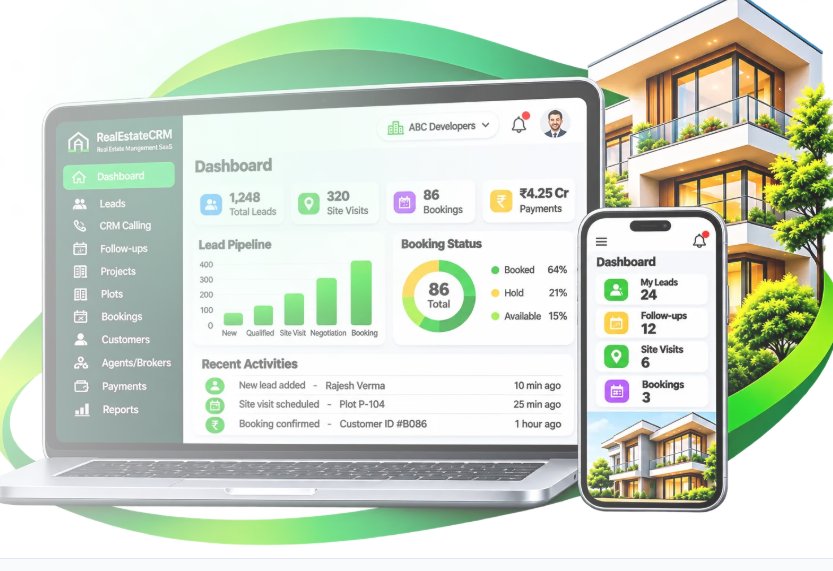 RealEstateCRM
Real Estate Mangement SaaS
Dashboard
Leads
CRM Calling
Follow-ups
Projects
Plots
Bookings
Customers
Agents/Brokers
Payments
Reports
ABC Developers
Dashboard
1,248
Total Leads
320
Site Visits
86
Bookings
₹4.25 Cr
Payments
Lead Pipeline
400
300
200
100
0
New Qualified Site Visit Negotiation Booking
Booking Status
86
Total
Booked 64%
Hold 21%
Available 15%
Recent Activities
New lead added - Rajesh Verma 10 min ago
Site visit scheduled - Plot P-104 25 min ago
Booking confirmed - Customer ID #B086 1 hour ago
Dashboard
My Leads
24
Follow-ups
12
Site Visits
6
Bookings
3